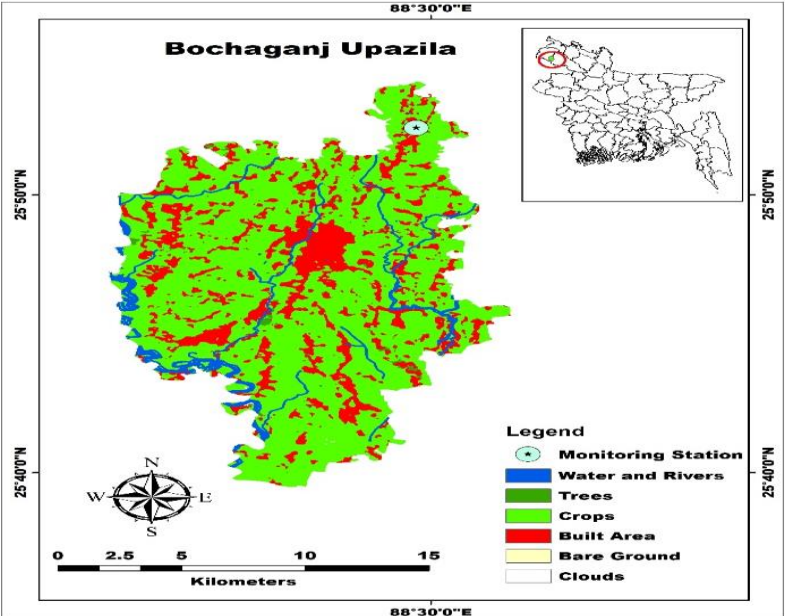 88°30'0"E
Bochaganj Upazila
25°50'0"N
25°50'0"N
25°40'0"N
25°40'0"N
Legend
Monitoring Station
Water and Rivers
Trees
Crops
Built Area
Bare Ground
Clouds
N
W E
S
0 2.5 5 10 15
Kilometers
88°30'0"E